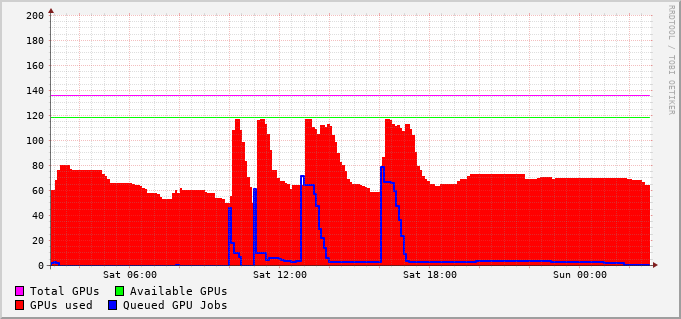 200
180
160
140
120
100
80
60
40
20
0
Sat 06:00 Sat 12:00 Sat 18:00 Sun 00:00
Total GPUs Available GPUs
GPUs used Queued GPU Jobs
RRDTOOL / TOBI OETIKER